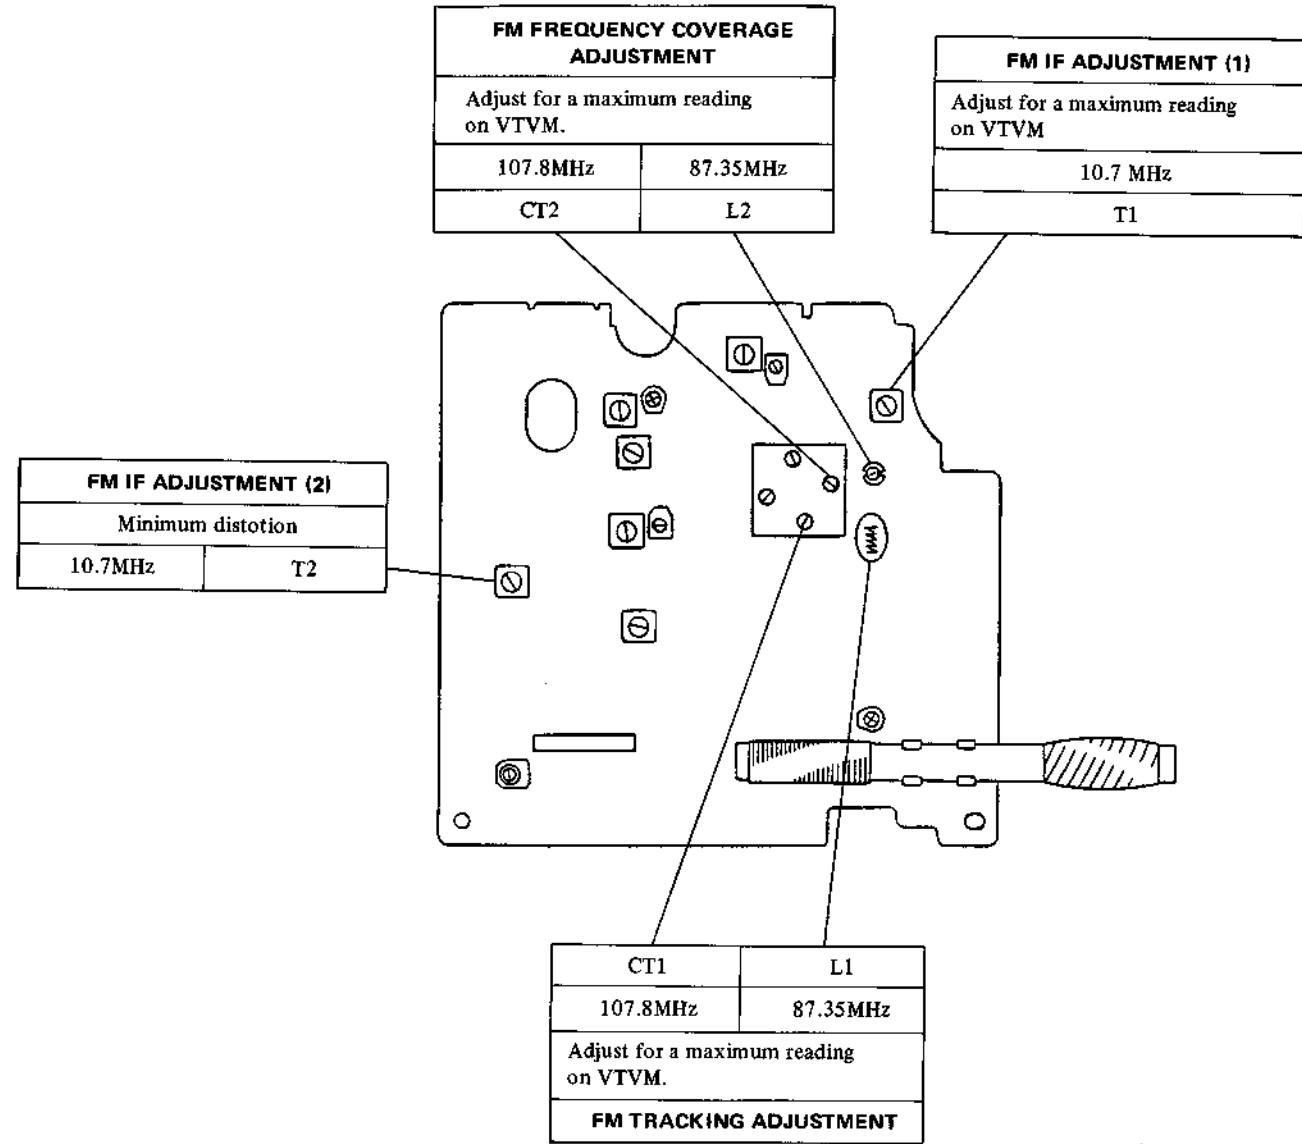 FM FREQUENCY COVERAGE
ADJUSTMENT
Adjust for a maximum reading
on VTVM.
107.8MHz 87.35MHz
CT2 L2
FM IF ADJUSTMENT (1)
Adjust for a maximum reading
on VTVM
10.7 MHz
T1
FM IF ADJUSTMENT (2)
Minimum distotion
10.7MHz T2
CT1 L1
107.8MHz 87.35MHz
Adjust for a maximum reading
on VTVM.
FM TRACKING ADJUSTMENT